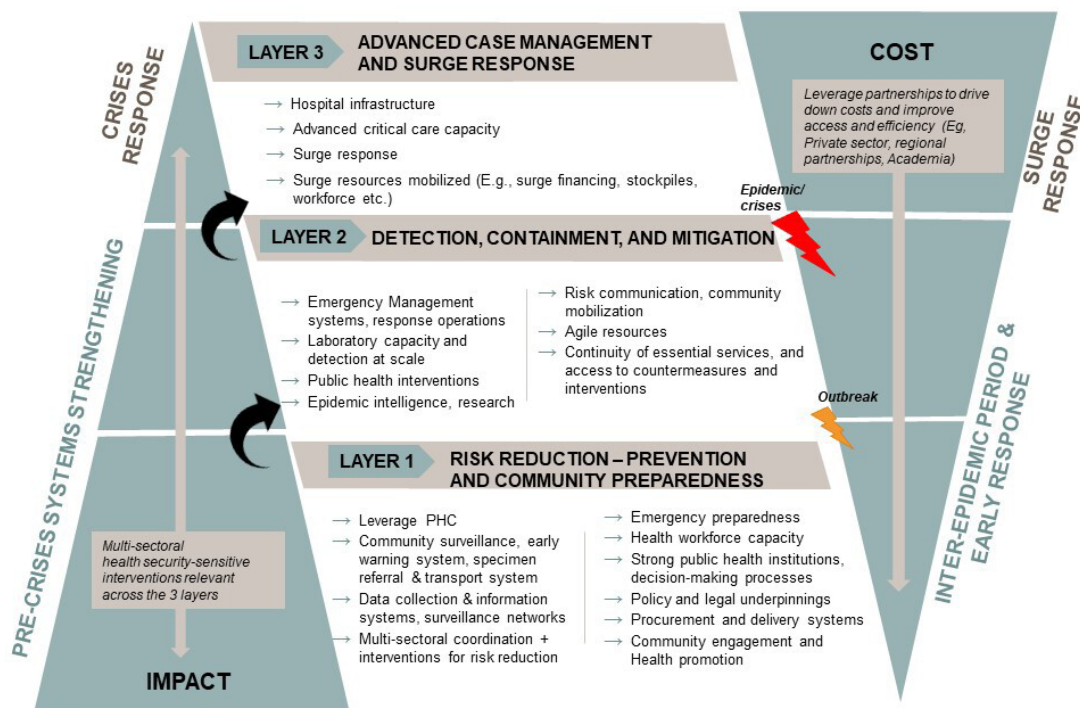 LAYER 3
ADVANCED CASE MANAGEMENT
AND SURGE RESPONSE
→ Hospital infrastructure
→ Advanced critical care capacity
→ Surge response
→ Surge resources mobilized (E.g., surge financing, stockpiles,
workforce etc.)
CRISES
RESPONSE
COST
Leverage partnerships to drive
down costs and improve
access and efficiency (Eg,
Private sector, regional
partnerships, Academia)
SURGE
RESPONSE
Epidemic/
crises
LAYER 2
DETECTION, CONTAINMENT, AND MITIGATION
→ Emergency Management
systems, response operations
→ Laboratory capacity and
detection at scale
→ Public health interventions
→ Epidemic intelligence, research
→ Risk communication, community
mobilization
→ Agile resources
→ Continuity of essential services, and
access to countermeasures and
interventions
Outbreak
LAYER 1
RISK REDUCTION – PREVENTION
AND COMMUNITY PREPAREDNESS
→ Leverage PHC
→ Community surveillance, early
warning system, specimen
referral & transport system
→ Data collection & information
systems, surveillance networks
→ Multi-sectoral coordination +
interventions for risk reduction
→ Emergency preparedness
→ Health workforce capacity
→ Strong public health institutions,
decision-making processes
→ Policy and legal underpinnings
→ Procurement and delivery systems
→ Community engagement and
Health promotion
PRE-CRISES SYSTEMS STRENGTHENING
Multi-sectoral
health security-sensitive
interventions relevant
across the 3 layers
IMPACT
INTER-EPIDEMIC PERIOD &
EARLY RESPONSE